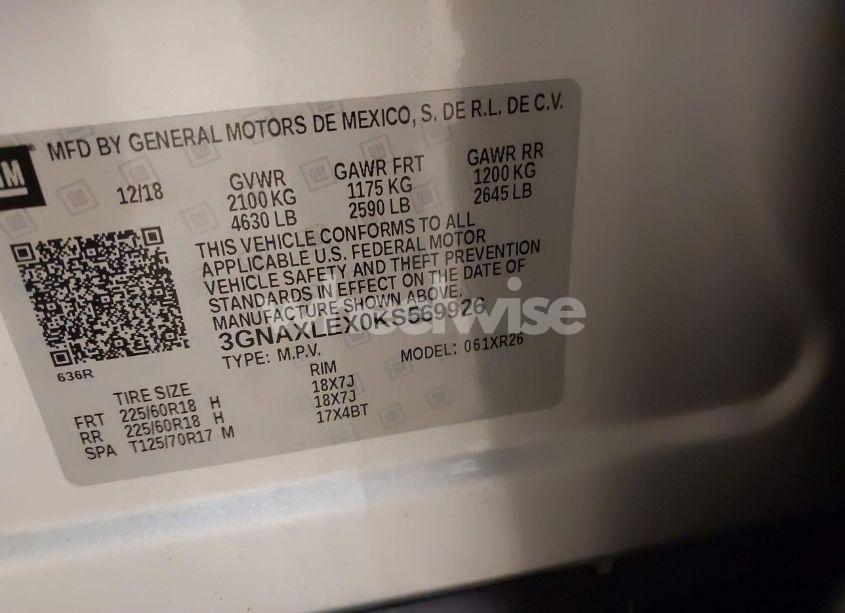 GM
MFD BY GENERAL MOTORS DE MEXICO, S. DE R.L. DE C.V.
12/18 GVWR GAWR FRT GAWR RR
2100 KG 1175 KG 1200 KG
4630 LB 2590 LB 2645 LB
THIS VEHICLE CONFORMS TO ALL
APPLICABLE U.S. FEDERAL MOTOR
VEHICLE SAFETY AND THEFT PREVENTION
STANDARDS IN EFFECT ON THE DATE OF
MANUFACTURE SHOWN ABOVE.
3GNAXLEX0KS569926
TYPE: M.P.V. MODEL: 061XR26
636R
TIRE SIZE RIM
FRT 225/60R18 H 18X7J
RR 225/60R18 H 18X7J
SPA T125/70R17 M 17X4BT